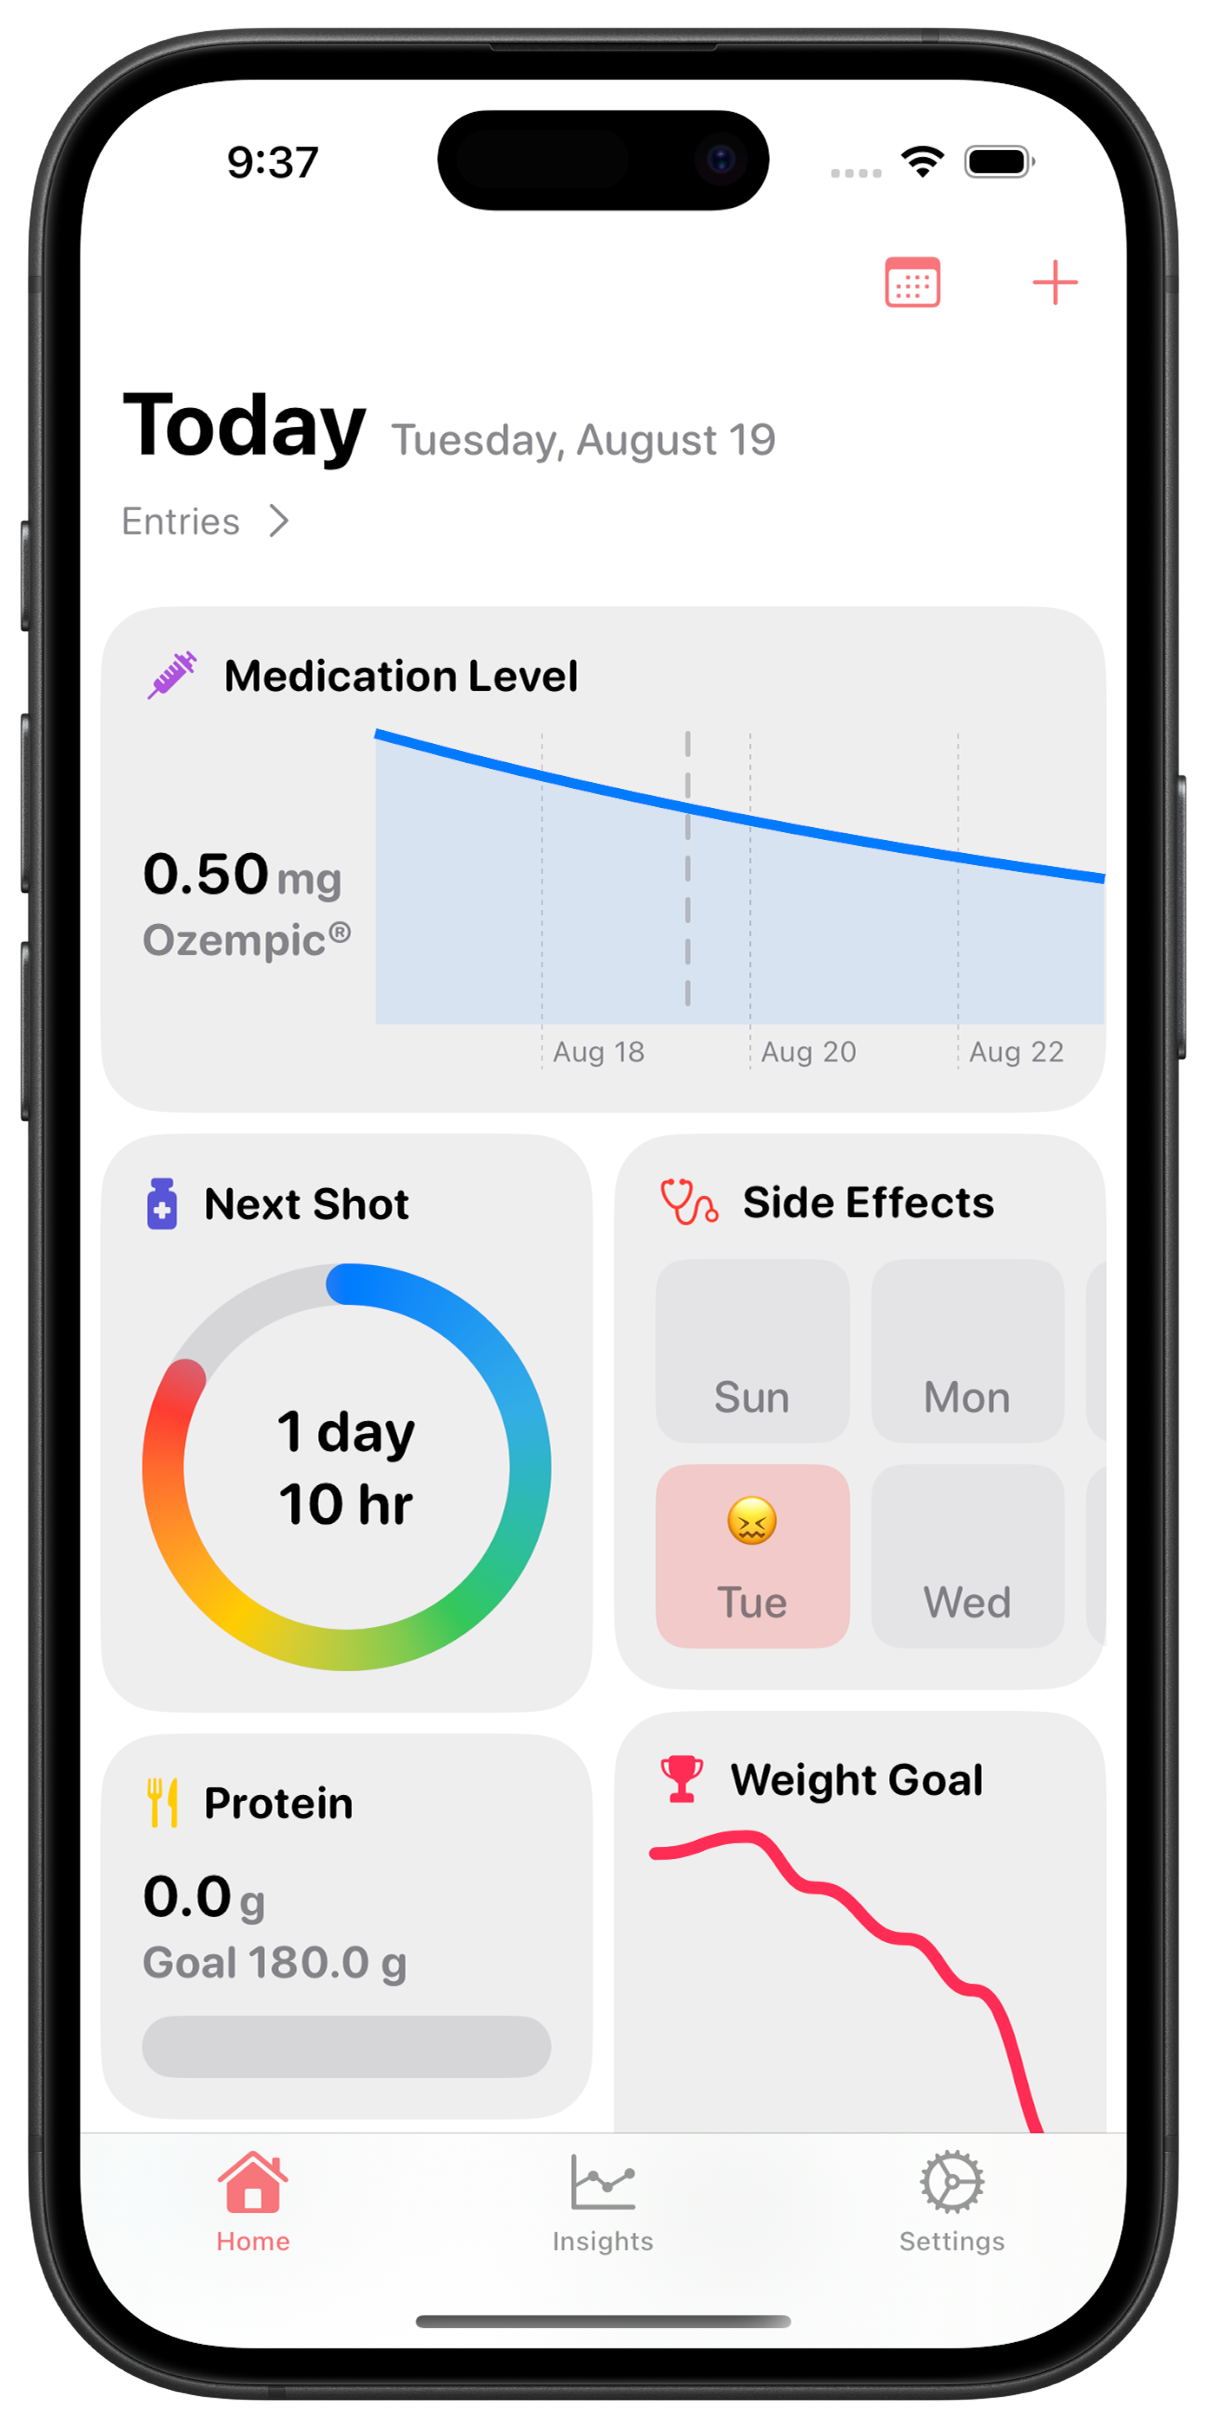 9:37
Today Tuesday, August 19
Entries
Medication Level
0.50 mg
Ozempic®
Aug 18 Aug 20 Aug 22
Next Shot
1 day
10 hr
Side Effects
Sun Mon
Tue Wed
Protein
0.0 g
Goal 180.0 g
Weight Goal
Home Insights Settings